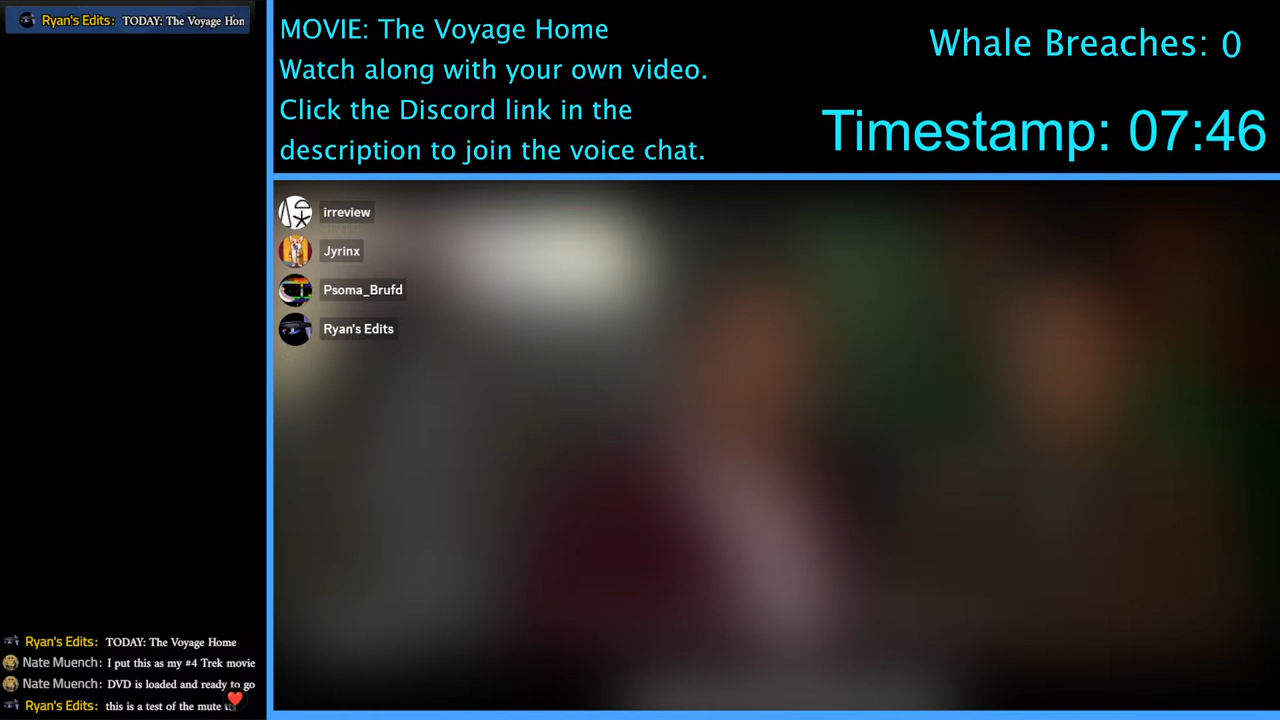 Ryan's Edits: TODAY: The Voyage Hon
MOVIE: The Voyage Home
Watch along with your own video.
Click the Discord link in the
description to join the voice chat.
Whale Breaches: 0
Timestamp: 07:46
irreview
Jyrinx
Psoma_Brufd
Ryan's Edits
Ryan's Edits: TODAY: The Voyage Home
Nate Muench: I put this as my #4 Trek movie
Nate Muench: DVD is loaded and ready to go
Ryan's Edits: this is a test of the mute